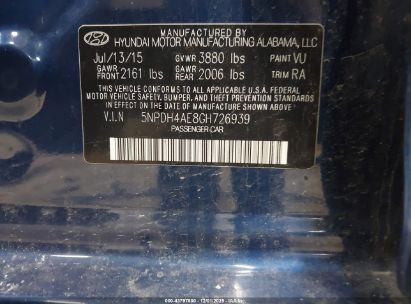 MANUFACTURED BY
HYUNDAI MOTOR MANUFACTURING ALABAMA, LLC
Jul/13/15 GVWR 3880 lbs PAINT VU
GAWR FRONT 2161 lbs GAWR REAR 2006 lbs TRIM RA
THIS VEHICLE CONFORMS TO ALL APPLICABLE U.S. FEDERAL
MOTOR VEHICLE SAFETY, BUMPER, AND THEFT PREVENTION
STANDARDS IN EFFECT ON THE DATE OF MANUFACTURE SHOWN ABOVE.
V.I.N 5NPDH4AE8GH726939
PASSENGER CAR